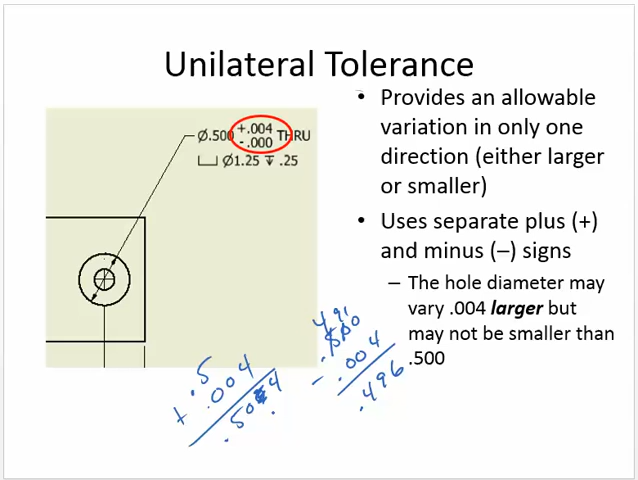 Unilateral Tolerance
Ø.500 +.004 THRU
-.000
⌴ Ø1.25 ↧ .25
• Provides an allowable
variation in only one
direction (either larger
or smaller)
• Uses separate plus (+)
and minus (–) signs
– The hole diameter may
vary .004 larger but
may not be smaller than
.500
.5
+ .004
.504
.500
- .004
.496